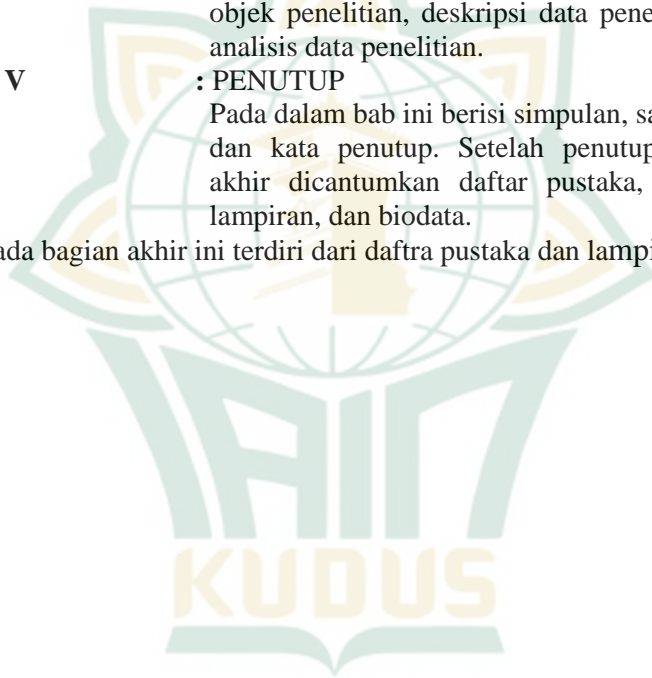 objek penelitian, deskripsi data pene
analisis data penelitian.
V : PENUTUP
Pada dalam bab ini berisi simpulan, sa
dan kata penutup. Setelah penutup
akhir dicantumkan daftar pustaka,
lampiran, dan biodata.
ada bagian akhir ini terdiri dari daftra pustaka dan lampi
IAIN
KUDUS